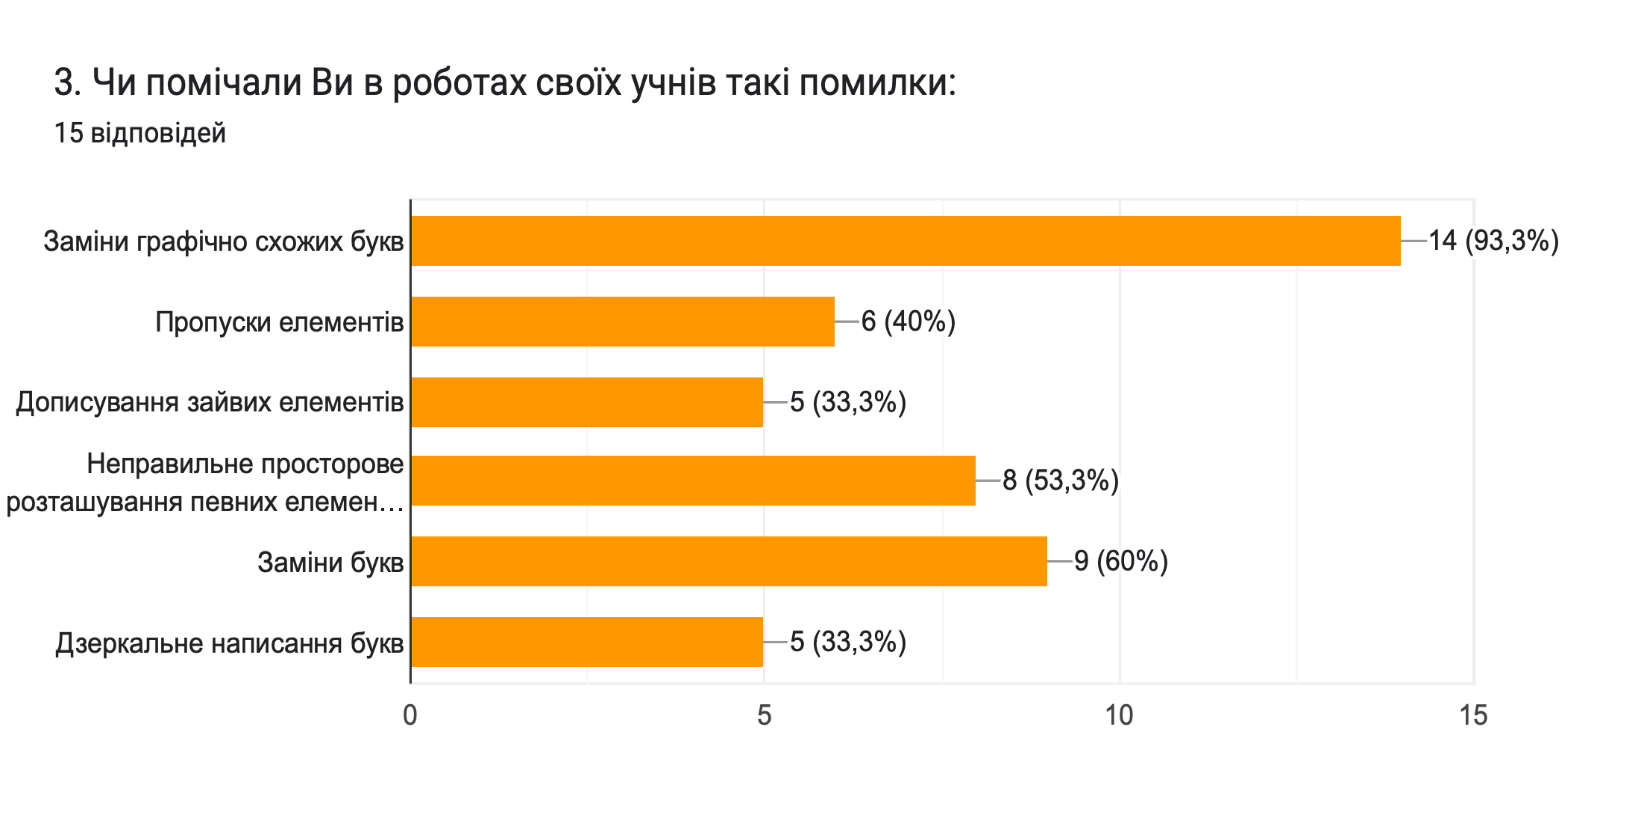 3. Чи помічали Ви в роботах своїх учнів такі помилки:
15 відповідей
Заміни графічно схожих букв
14 (93,3%)
Пропуски елементів
6 (40%)
Дописування зайвих елементів
5 (33,3%)
Неправильне просторове
розташування певних елемен…
8 (53,3%)
Заміни букв
9 (60%)
Дзеркальне написання букв
5 (33,3%)
0 5 10 15